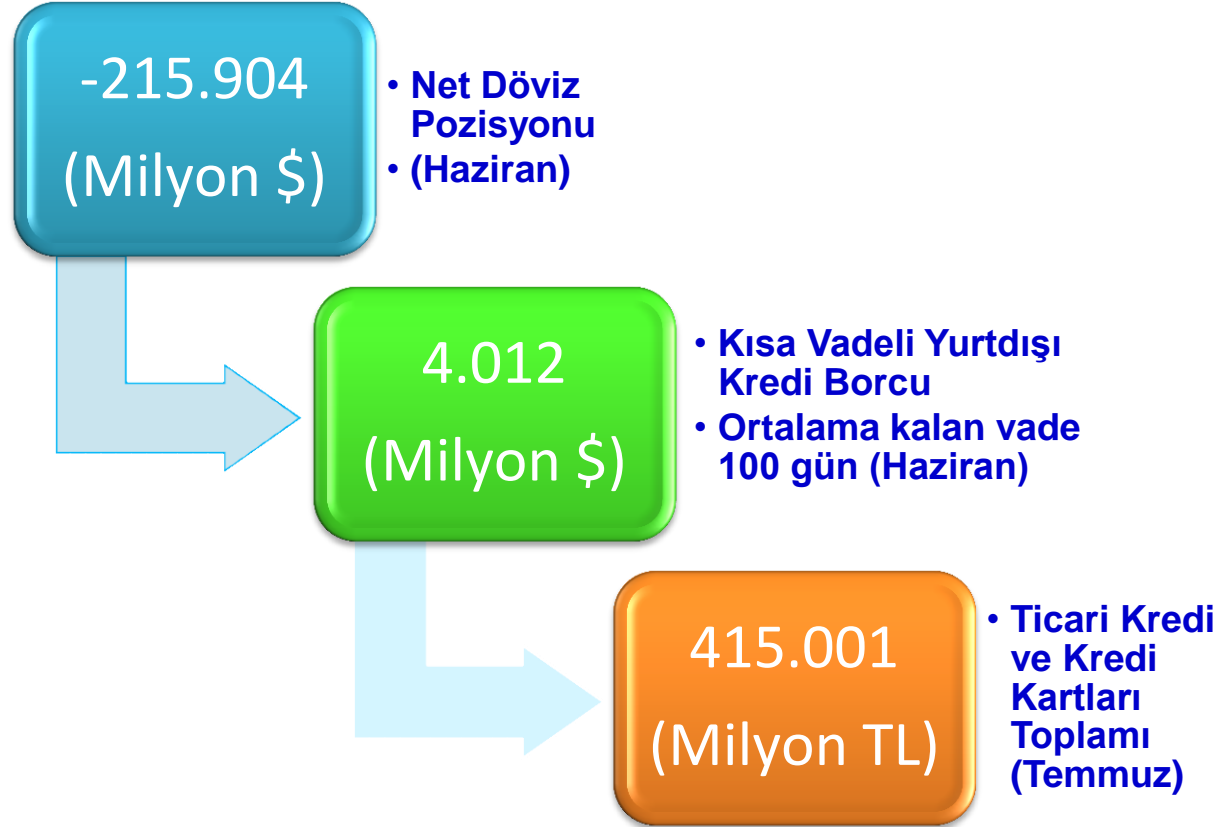 -215.904
(Milyon $)
• Net Döviz
Pozisyonu
• (Haziran)
4.012
(Milyon $)
• Kısa Vadeli Yurtdışı
Kredi Borcu
• Ortalama kalan vade
100 gün (Haziran)
415.001
(Milyon TL)
• Ticari Kredi
ve Kredi
Kartları
Toplamı
(Temmuz)